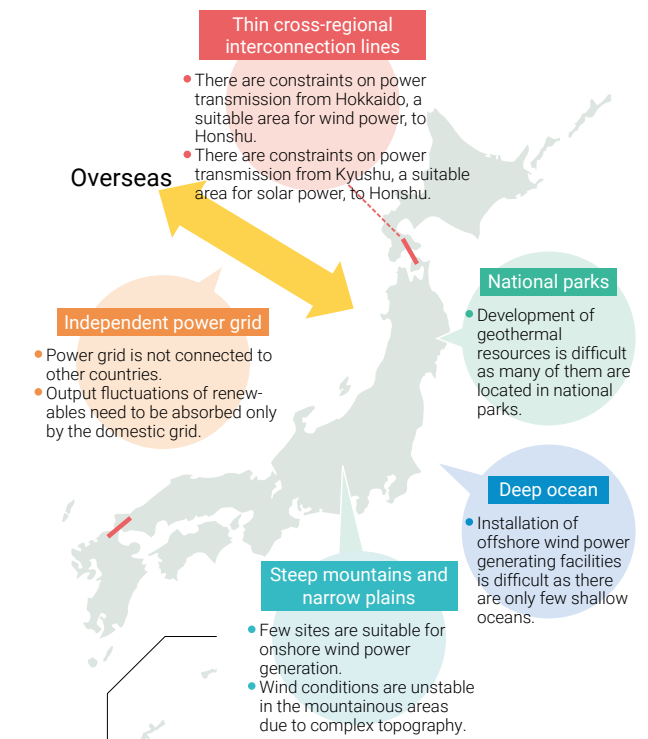 Thin cross-regional
interconnection lines
● There are constraints on power
transmission from Hokkaido, a
suitable area for wind power, to
Honshu.
● There are constraints on power
transmission from Kyushu, a suitable
area for solar power, to Honshu.
Overseas
Independent power grid
● Power grid is not connected to
other countries.
● Output fluctuations of renew-
ables need to be absorbed only
by the domestic grid.
National parks
● Development of
geothermal
resources is difficult
as many of them are
located in national
parks.
Deep ocean
● Installation of
offshore wind power
generating facilities
is difficult as there
are only few shallow
oceans.
Steep mountains and
narrow plains
● Few sites are suitable for
onshore wind power
generation.
● Wind conditions are unstable
in the mountainous areas
due to complex topography.